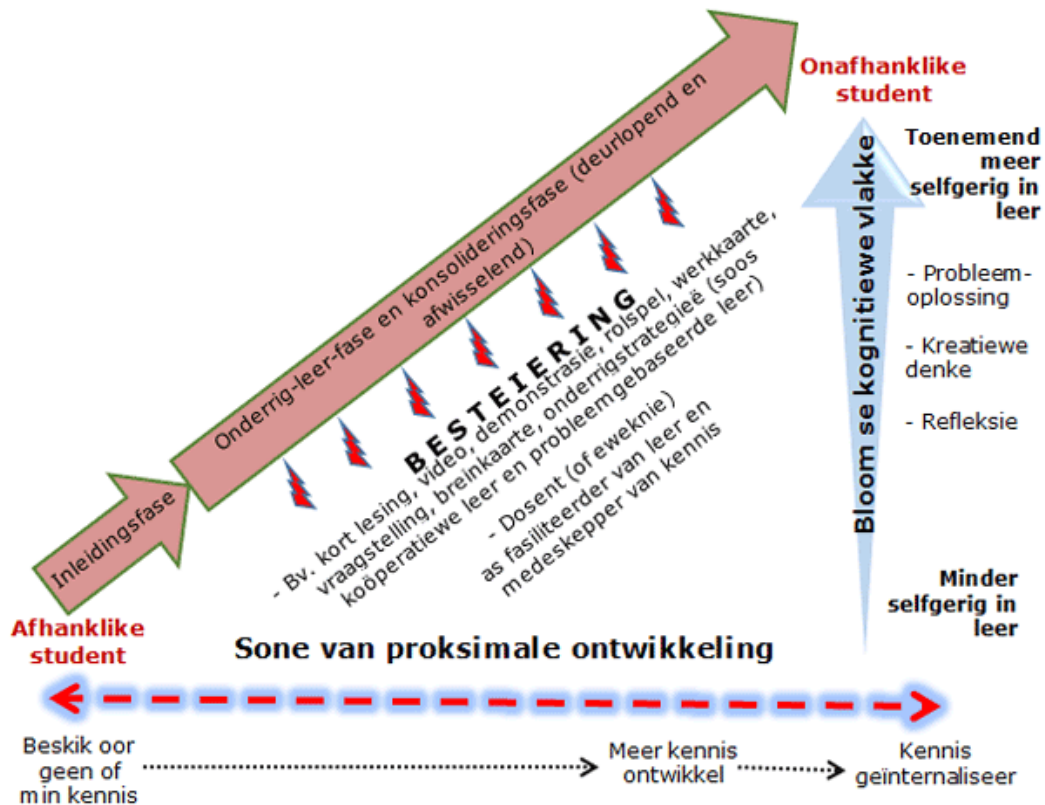 Onafhanklike
student
Onderrig-leer-fase en konsolideringsfase (deurlopend en
afwisselend)
Inleidingsfase
BESTEIERING
- Bv. kort lesing, video, demonstrasie, rolspel, werkkaarte,
vraagstelling, breinkaarte, onderrigstrategieë (soos
koöperatiewe leer en probleemgebaseerde leer)
- Dosent (of eweknie)
as fasiliteerder van leer en
medeskepper van kennis
Bloom se kognitiewe vlakke
Toenemend
meer
selfgerig in
leer
- Probleem-
oplossing
- Kreatiewe
denke
- Refleksie
Minder
selfgerig in
leer
Afhanklike
student
Sone van proksimale ontwikkeling
Beskik oor
geen of
min kennis
Meer kennis
ontwikkel
Kennis
geïnternaliseer